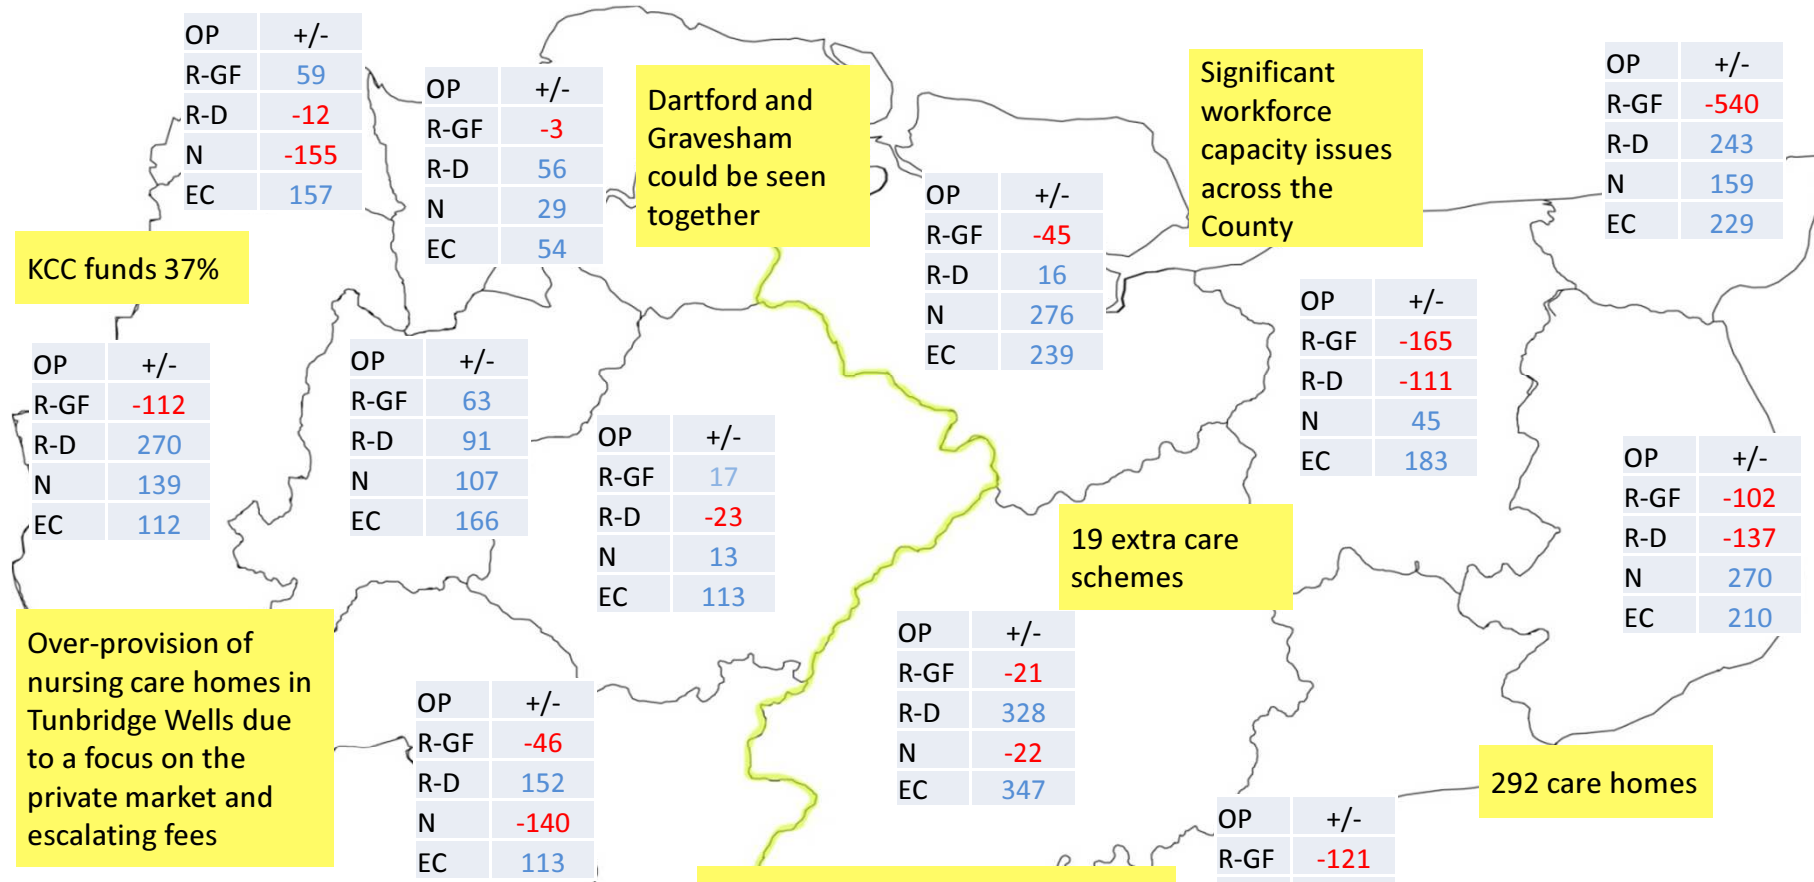 OP +/-
R-GF 59
R-D -12
N -155
EC 157
OP +/-
R-GF -3
R-D 56
N 29
EC 54
Dartford and
Gravesham
could be seen
together
Significant
workforce
capacity issues
across the
County
OP +/-
R-GF -540
R-D 243
N 159
EC 229
KCC funds 37%
OP +/-
R-GF -45
R-D 16
N 276
EC 239
OP +/-
R-GF -165
R-D -111
N 45
EC 183
OP +/-
R-GF -112
R-D 270
N 139
EC 112
OP +/-
R-GF 63
R-D 91
N 107
EC 166
OP +/-
R-GF 17
R-D -23
N 13
EC 113
OP +/-
R-GF -102
R-D -137
N 270
EC 210
19 extra care
schemes
Over-provision of
nursing care homes in
Tunbridge Wells due
to a focus on the
private market and
escalating fees
OP +/-
R-GF -46
R-D 152
N -140
EC 113
OP +/-
R-GF -21
R-D 328
N -22
EC 347
292 care homes
OP +/-
R-GF -121